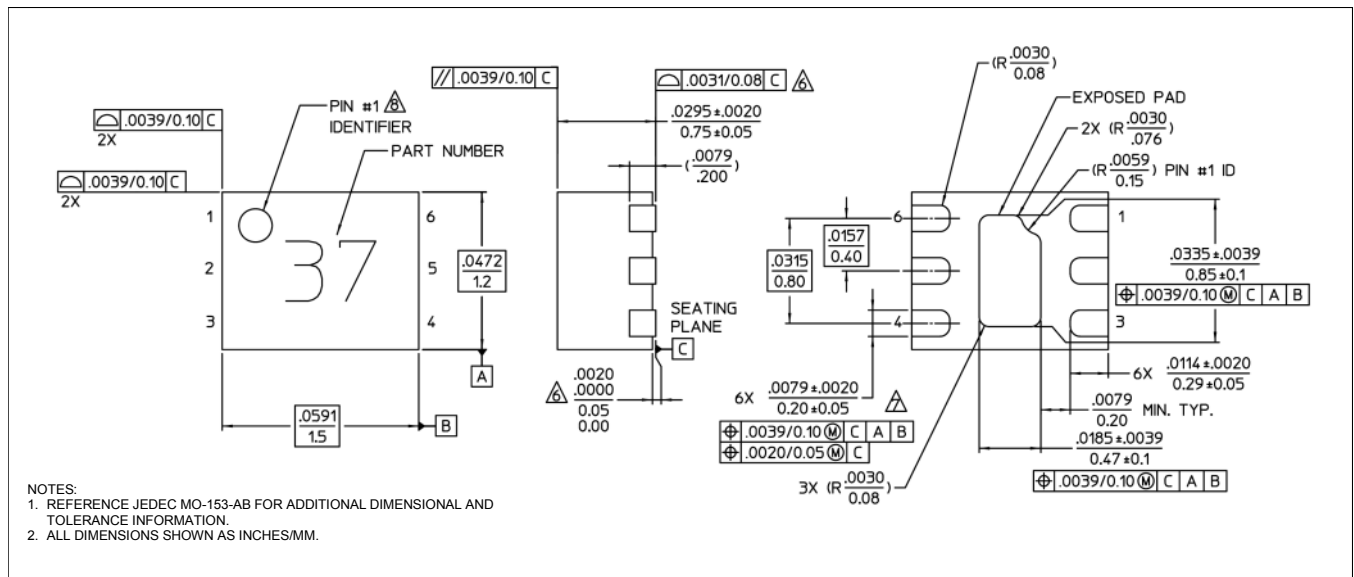 // .0039/0.10 C
⌓ .0031/0.08 C 6
.0295±.0020
0.75±0.05
(.0079
.200)
⌓ .0039/0.10 C
2X
⌓ .0039/0.10 C
2X
PIN #1 8
IDENTIFIER
PART NUMBER
1
2
3
6
5
4
37
.0472
1.2
A
.0591
1.5
B
SEATING
PLANE
C
6 .0020
.0000
0.05
0.00
(R .0030
0.08)
EXPOSED PAD
2X (R .0030
.076)
(R .0059
0.15) PIN #1 ID
6
4
1
3
.0157
0.40
.0315
0.80
.0335±.0039
0.85±0.1
⌖ .0039/0.10 Ⓜ C A B
6X .0114±.0020
0.29±0.05
.0079
0.20 MIN. TYP.
.0185±.0039
0.47±0.1
⌖ .0039/0.10 Ⓜ C A B
6X .0079±.0020
0.20±0.05 7
⌖ .0039/0.10 Ⓜ C A B
⌖ .0020/0.05 Ⓜ C
3X (R .0030
0.08)
NOTES:
1. REFERENCE JEDEC MO-153-AB FOR ADDITIONAL DIMENSIONAL AND
TOLERANCE INFORMATION.
2. ALL DIMENSIONS SHOWN AS INCHES/MM.